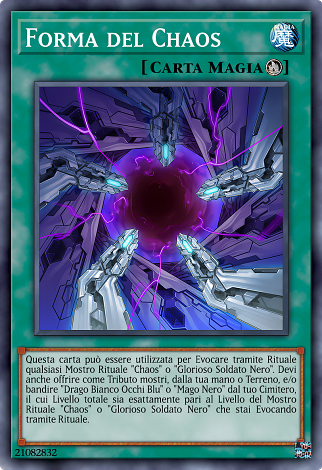 Forma del Chaos
MAGIA
魔
[Carta Magia]
Questa carta può essere utilizzata per Evocare tramite Rituale
qualsiasi Mostro Rituale "Chaos" o "Glorioso Soldato Nero". Devi
anche offrire come Tributo mostri, dalla tua mano o Terreno, e/o
bandire "Drago Bianco Occhi Blu" o "Mago Nero" dal tuo Cimitero,
il cui Livello totale sia esattamente pari al Livello del Mostro
Rituale "Chaos" o "Glorioso Soldato Nero" che stai Evocando
tramite Rituale.
21082832